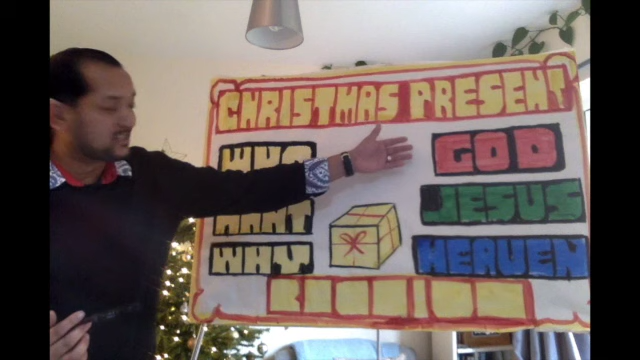 CHRISTMAS PRESENT
WHO GOD
WHAT JESUS
WHY HEAVEN